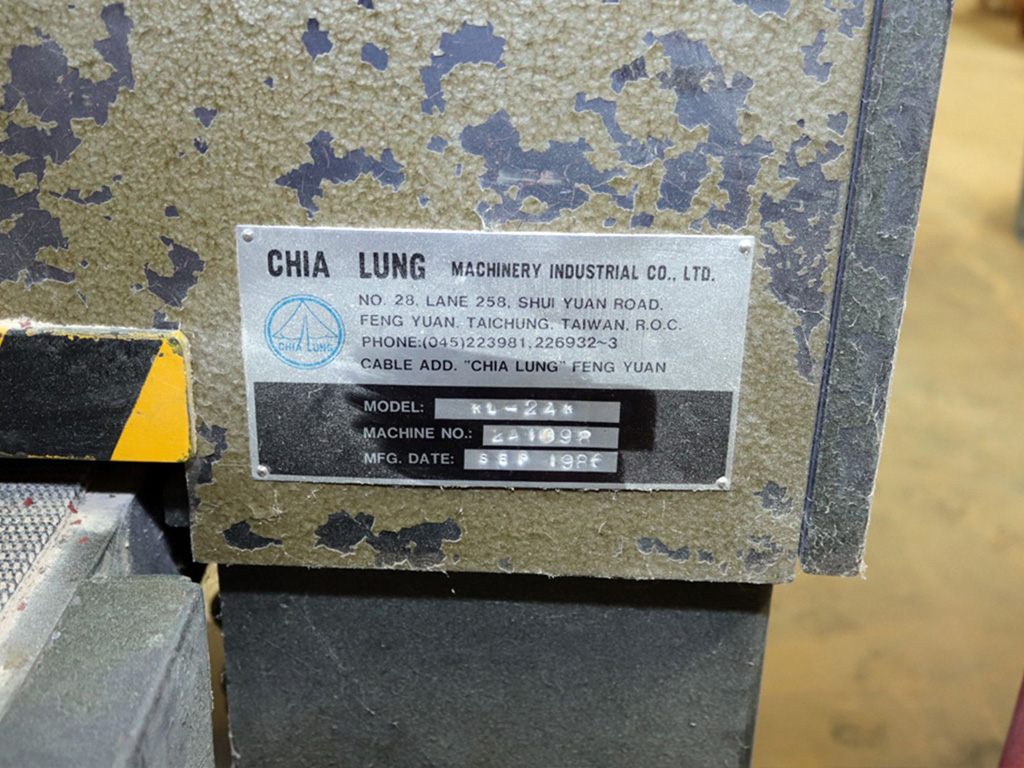 CHIA LUNG MACHINERY INDUSTRIAL CO., LTD.
NO. 28, LANE 258, SHUI YUAN ROAD,
FENG YUAN, TAICHUNG, TAIWAN, R.O.C.
PHONE:(045)223981,226932~3
CABLE ADD. "CHIA LUNG" FENG YUAN
CHIA LUNG
MODEL:
MACHINE NO.:
MFG. DATE: SEP